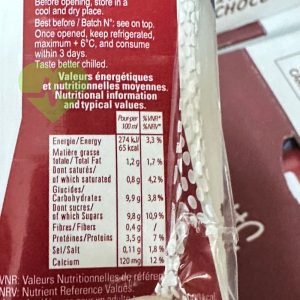 Before opening, store in a
cool and dry place.
Best before / Batch N°: see on top.
Once opened, keep refrigerated,
maximum + 6°C, and consume
within 3 days.
Taste better chilled.
Valeurs énergétiques
et nutritionnelles moyennes.
Nutritional information
and typical values.
Pour/per 100 ml %VNR* %NRV*
Energie/Energy 274 kJ/ 65 kcal 3,3 %
Matière grasse
totale/Total Fat 1,2 g 1,7%
Dont saturés/
of which saturated 0,8 g 4,2 %
Glucides/
Carbohydrates 9,9 g 3,8%
Dont sucres/
of which Sugars 9,8 g 10,9 %
Fibres/Fibers 0,4 g /
Protéines/Proteins 3,5 g 7 %
Sel/Salt 0,11 g 1,8 %
Calcium 120 mg 12 %
VNR: Valeurs Nutritionnelles de référen
NRV: Nutrient Reference Values.
CHOC